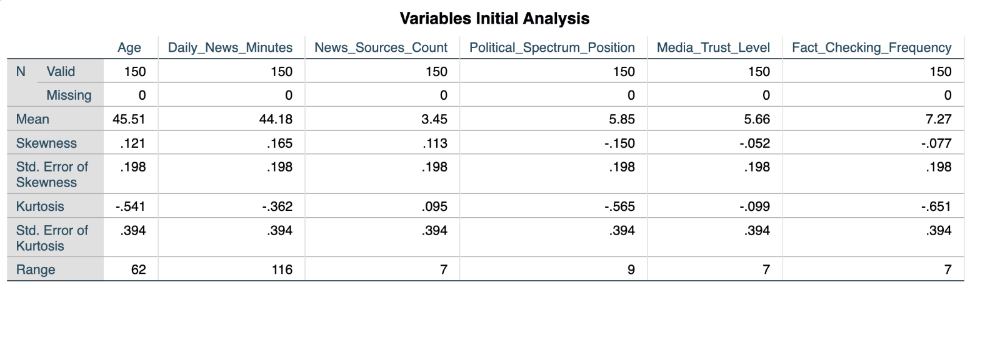 Variables Initial Analysis
Age Daily_News_Minutes News_Sources_Count Political_Spectrum_Position Media_Trust_Level Fact_Checking_Frequency
N Valid 150 150 150 150 150 150
Missing 0 0 0 0 0 0
Mean 45.51 44.18 3.45 5.85 5.66 7.27
Skewness .121 .165 .113 -.150 -.052 -.077
Std. Error of .198 .198 .198 .198 .198 .198
Skewness
Kurtosis -.541 -.362 .095 -.565 -.099 -.651
Std. Error of .394 .394 .394 .394 .394 .394
Kurtosis
Range 62 116 7 9 7 7